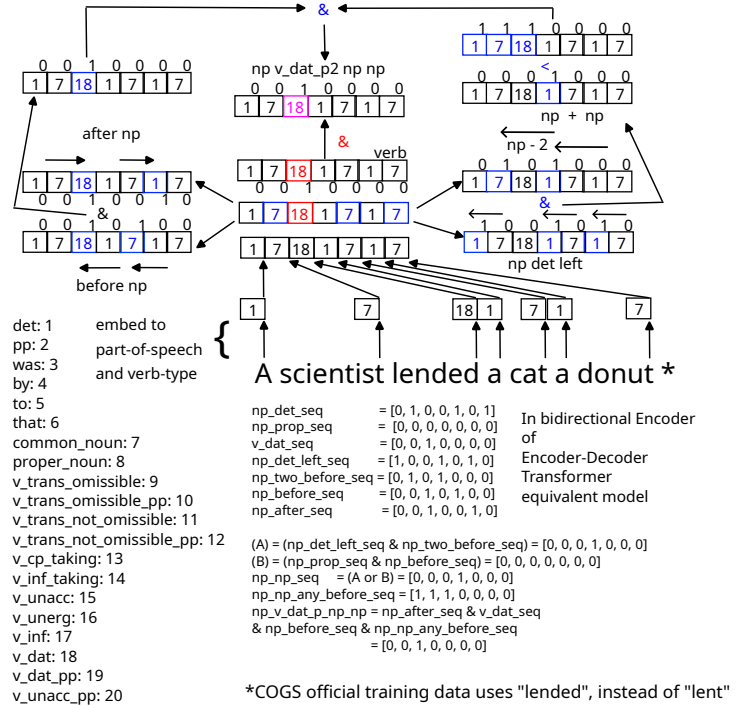 &
1 1 1 0 0 0 0
1 7 18 1 7 1 7
<
0 0 0 1 0 0 0
1 7 18 1 7 1 7
np + np
0 0 1 0 0 0 0
1 7 18 1 7 1 7
np v_dat_p2 np np
0 0 1 0 0 0 0
1 7 18 1 7 1 7
&
verb
1 7 18 1 7 1 7
0 0 1 0 0 0 0
1 7 18 1 7 1 7
1 7 18 1 7 1 7
after np
1 7 18 1 7 1 7
0 0 1 0 0 1 0
&
0 0 1 0 1 0 0
1 7 18 1 7 1 7
before np
np - 2
0 1 0 1 0 0 0
1 7 18 1 7 1 7
&
1 0 0 1 0 1 0
1 7 18 1 7 1 7
np det left
1 7 18 1 7 1 7
embed to
part-of-speech
and verb-type
{
A scientist lended a cat a donut *
det: 1
pp: 2
was: 3
by: 4
to: 5
that: 6
common_noun: 7
proper_noun: 8
v_trans_omissible: 9
v_trans_omissible_pp: 10
v_trans_not_omissible: 11
v_trans_not_omissible_pp: 12
v_cp_taking: 13
v_inf_taking: 14
v_unacc: 15
v_unerg: 16
v_inf: 17
v_dat: 18
v_dat_pp: 19
v_unacc_pp: 20
np_det_seq = [0, 1, 0, 0, 1, 0, 1]
np_prop_seq = [0, 0, 0, 0, 0, 0, 0]
v_dat_seq = [0, 0, 1, 0, 0, 0, 0]
np_det_left_seq = [1, 0, 0, 1, 0, 1, 0]
np_two_before_seq = [0, 1, 0, 1, 0, 0, 0]
np_before_seq = [0, 0, 1, 0, 1, 0, 0]
np_after_seq = [0, 0, 1, 0, 0, 1, 0]
In bidirectional Encoder
of
Encoder-Decoder
Transformer
equivalent model
(A) = (np_det_left_seq & np_two_before_seq) = [0, 0, 0, 1, 0, 0, 0]
(B) = (np_prop_seq & np_before_seq) = [0, 0, 0, 0, 0, 0, 0]
np_np_seq = (A or B) = [0, 0, 0, 1, 0, 0, 0]
np_np_any_before_seq = [1, 1, 1, 0, 0, 0, 0]
np_v_dat_p_np_np = np_after_seq & v_dat_seq
& np_before_seq & np_np_any_before_seq
= [0, 0, 1, 0, 0, 0, 0]
*COGS official training data uses "lended", instead of "lent"